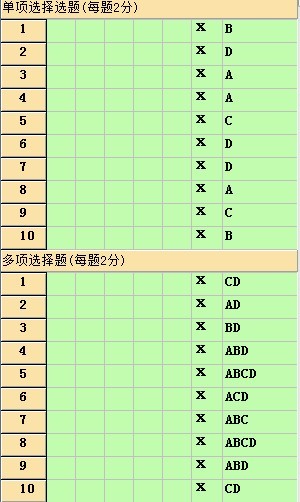 单项选择选题(每题2分)
1 X B
2 X D
3 X A
4 X A
5 X C
6 X D
7 X D
8 X A
9 X C
10 X B
多项选择题(每题2分)
1 X CD
2 X AD
3 X BD
4 X ABD
5 X ABCD
6 X ACD
7 X ABC
8 X ABCD
9 X ABD
10 X CD